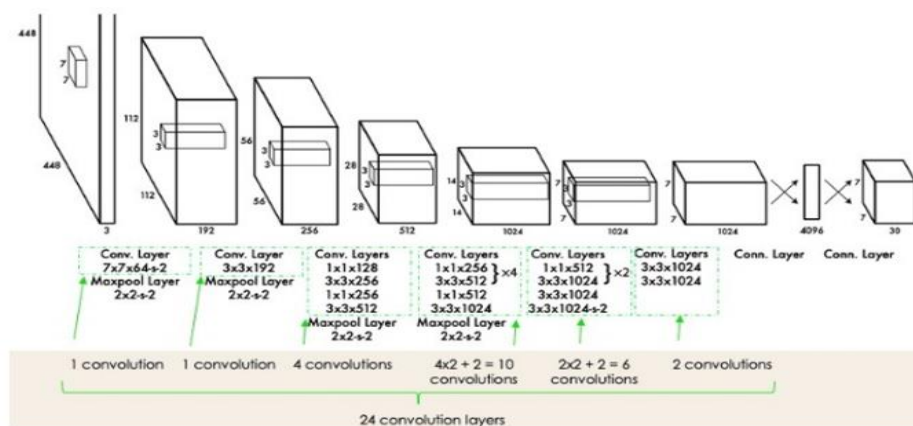 448
7
7
448
3
112
3
3
112
192
56
3
3
56
256
28
3
3
28
512
14
3
3
14
1024
7
3
3
7
1024
7
7
1024
4096
7
7
30
Conv. Layer
7x7x64-s-2
Maxpool Layer
2x2-s-2
Conv. Layer
3x3x192
Maxpool Layer
2x2-s-2
Conv. Layers
1x1x128
3x3x256
1x1x256
3x3x512
Maxpool Layer
2x2-s-2
Conv. Layers
1x1x256
3x3x512
} x4
1x1x512
3x3x1024
Maxpool Layer
2x2-s-2
Conv. Layers
1x1x512
3x3x1024
} x2
3x3x1024
3x3x1024-s-2
Conv. Layers
3x3x1024
3x3x1024
Conn. Layer
Conn. Layer
1 convolution
1 convolution
4 convolutions
4x2 + 2 = 10
convolutions
2x2 + 2 = 6
convolutions
2 convolutions
24 convolution layers